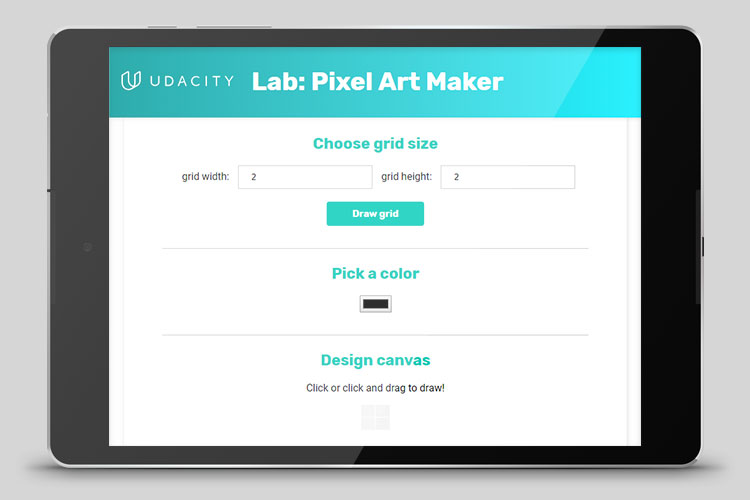 UDACITY Lab: Pixel Art Maker
Choose grid size
grid width: 2 grid height: 2
Draw grid
Pick a color
Design canvas
Click or click and drag to draw!